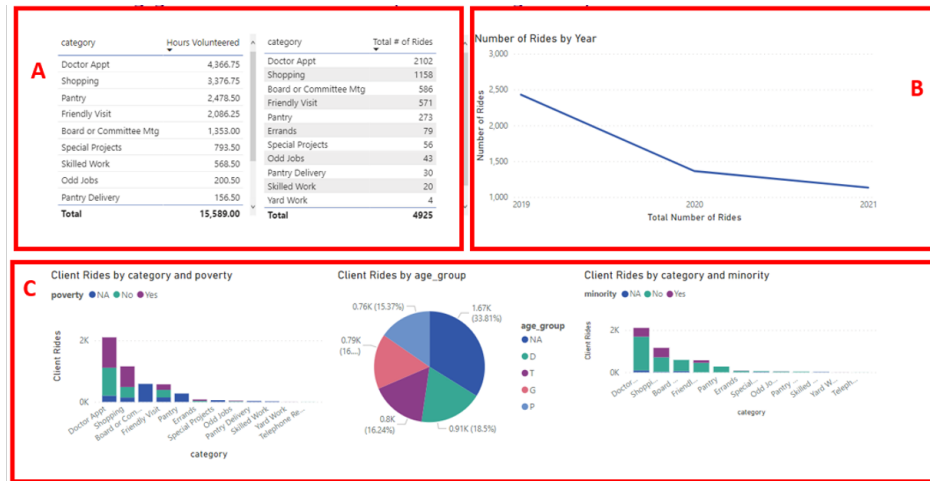 A
category Hours Volunteered
Doctor Appt 4,366.75
Shopping 3,376.75
Pantry 2,478.50
Friendly Visit 2,086.25
Board or Committee Mtg 1,353.00
Special Projects 793.50
Skilled Work 568.50
Odd Jobs 200.50
Pantry Delivery 156.50
Total 15,589.00
category Total # of Rides
Doctor Appt 2102
Shopping 1158
Board or Committee Mtg 586
Friendly Visit 571
Pantry 273
Errands 79
Special Projects 56
Odd Jobs 43
Pantry Delivery 30
Skilled Work 20
Yard Work 4
Total 4925
B
Number of Rides by Year
Number of Rides
3,000
2,500
2,000
1,500
1,000
2019 2020 2021
Total Number of Rides
C
Client Rides by category and poverty
poverty NA No Yes
Client Rides
2K
0K
Doctor Appt
Shopping
Board or Com...
Friendly Visit
Pantry
Errands
Special Projects
Odd Jobs
Pantry Delivery
Skilled Work
Yard Work
Telephone Re...
category
Client Rides by age_group
0.76K (15.37%)
1.67K
(33.81%)
0.79K
(16....)
0.8K
(16.24%)
0.91K (18.5%)
age_group
NA
D
T
G
P
Client Rides by category and minority
minority NA No Yes
Client Rides
2K
0K
Doctor...
Shoppi...
Board ...
Friendl...
Pantry
Errands
Special...
Odd Jo...
Pantry ...
Skilled ...
Yard W...
Teleph...
category